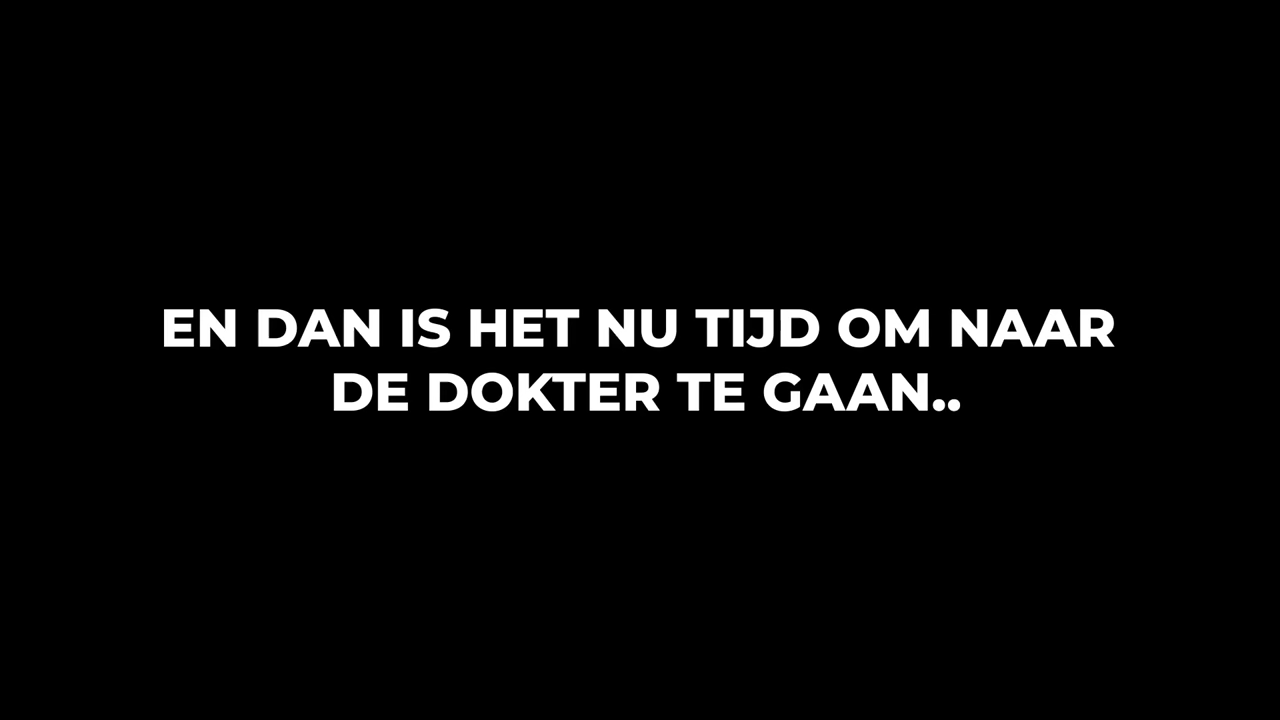 EN DAN IS HET NU TIJD OM NAAR
DE DOKTER TE GAAN..